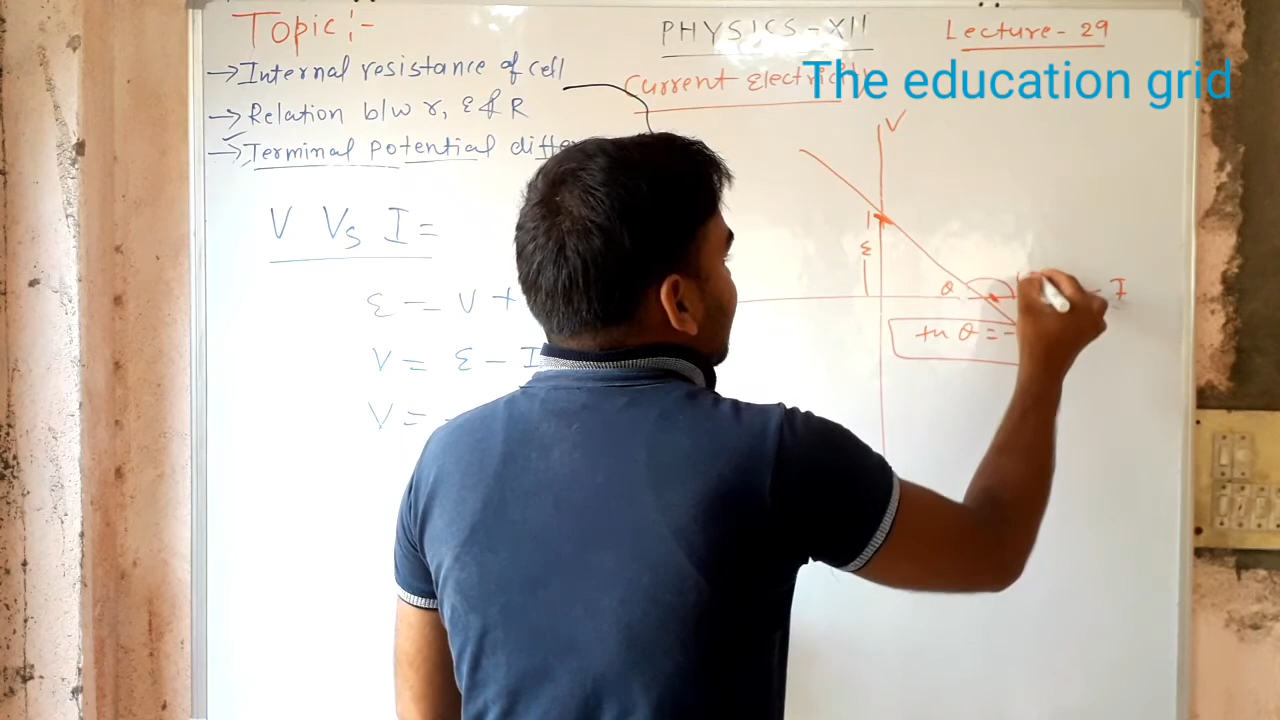 Topic :-
PHYSICS - XII
Lecture - 29
→ Internal resistance of cell
Current Electricity
The education grid
→ Relation b/w r, ε & R
→ Terminal potential diffe
V Vs I =
ε = V +
V = ε - I
V = -
V
ε
θ
I
tn θ = -